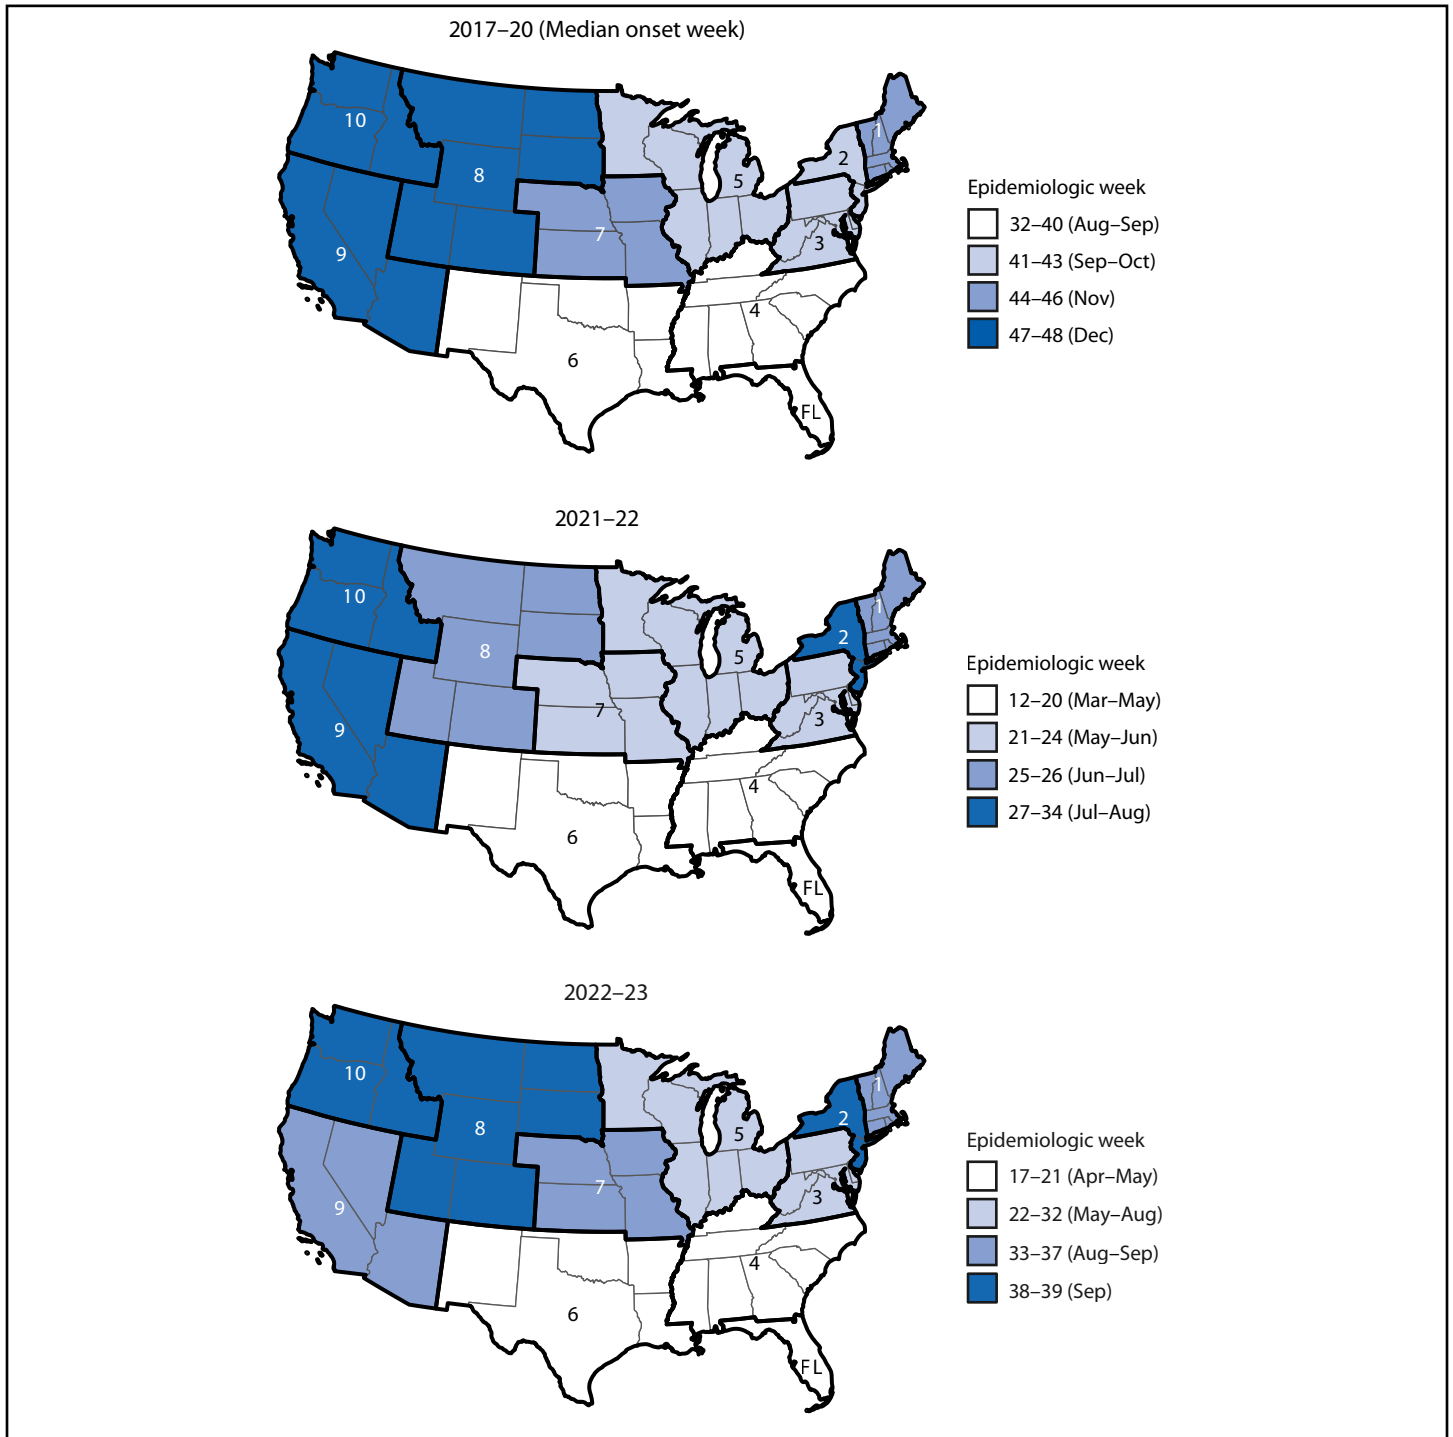 2017–20 (Median onset week)
10
8
9
7
6
5
4
3
2
1
FL
Epidemiologic week
32–40 (Aug–Sep)
41–43 (Sep–Oct)
44–46 (Nov)
47–48 (Dec)
2021–22
10
8
9
7
6
5
4
3
2
1
FL
Epidemiologic week
12–20 (Mar–May)
21–24 (May–Jun)
25–26 (Jun–Jul)
27–34 (Jul–Aug)
2022–23
10
8
9
7
6
5
4
3
2
1
FL
Epidemiologic week
17–21 (Apr–May)
22–32 (May–Aug)
33–37 (Aug–Sep)
38–39 (Sep)